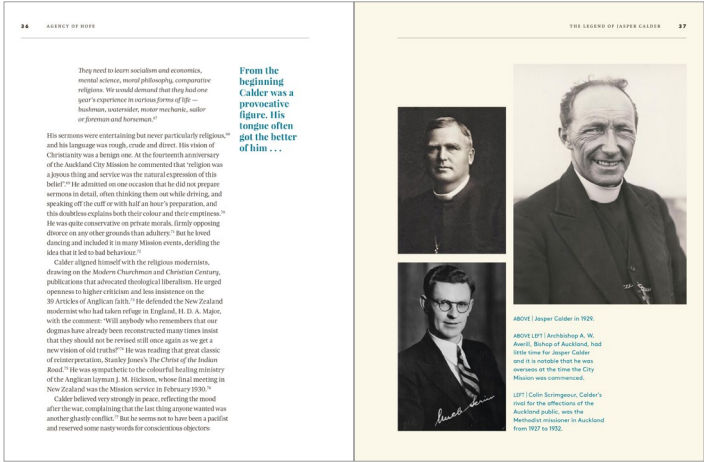 36
AGENCY OF HOPE
They need to learn socialism and economics,
mental science, moral philosophy, comparative
religions. We would demand that they had one
year's experience in various forms of life —
bushman, watersider, motor mechanic, sailor
or foreman and horseman.⁶⁷
His sermons were entertaining but never particularly religious,⁶⁸
and his language was rough, crude and direct. His vision of
Christianity was a benign one. At the fourteenth anniversary
of the Auckland City Mission he commented that 'religion was
a joyous thing and service was the natural expression of this
belief'.⁶⁹ He admitted on one occasion that he did not prepare
sermons in detail, often thinking them out while driving, and
speaking off the cuff or with half an hour's preparation, and
this doubtless explains both their colour and their emptiness.⁷⁰
He was quite conservative on private morals, firmly opposing
divorce on any other grounds than adultery.⁷¹ But he loved
dancing and included it in many Mission events, deriding the
idea that it led to bad behaviour.⁷²
Calder aligned himself with the religious modernists,
drawing on the Modern Churchman and Christian Century,
publications that advocated theological liberalism. He urged
openness to higher criticism and less insistence on the
39 Articles of Anglican faith.⁷³ He defended the New Zealand
modernist who had taken refuge in England, H. D. A. Major,
with the comment: 'Will anybody who remembers that our
dogmas have already been reconstructed many times insist
that they should not be revised still once again as we get a
new vision of old truths?'⁷⁴ He was reading that great classic
of reinterpretation, Stanley Jones's The Christ of the Indian
Road.⁷⁵ He was sympathetic to the colourful healing ministry
of the Anglican layman J. M. Hickson, whose final meeting in
New Zealand was the Mission service in February 1930.⁷⁶
Calder believed very strongly in peace, reflecting the mood
after the war, complaining that the last thing anyone wanted was
another ghastly conflict.⁷⁷ But he seems not to have been a pacifist
and reserved some nasty words for conscientious objectors:
From the
beginning
Calder was a
provocative
figure. His
tongue often
got the better
of him . . .
THE LEGEND OF JASPER CALDER
37
ABOVE | Jasper Calder in 1929.
ABOVE LEFT | Archbishop A. W.
Averill, Bishop of Auckland, had
little time for Jasper Calder
and it is notable that he was
overseas at the time the City
Mission was commenced.
LEFT | Colin Scrimgeour, Calder's
rival for the affections of the
Auckland public, was the
Methodist missioner in Auckland
from 1927 to 1932.